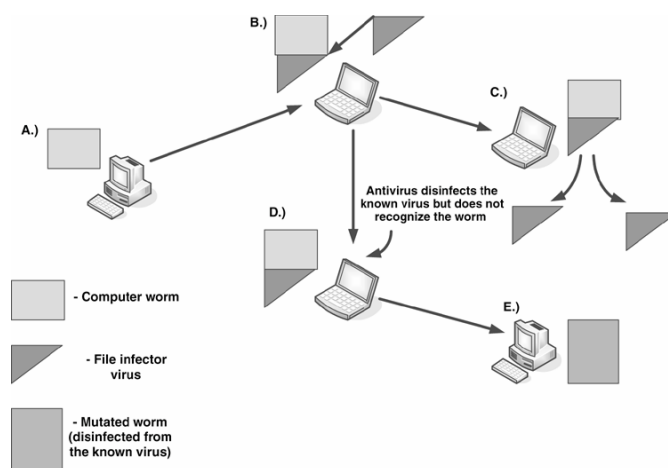 B.)
C.)
A.)
Antivirus disinfects the
known virus but does not
recognize the worm
D.)
E.)
- Computer worm
- File infector
virus
- Mutated worm
(disinfected from
the known virus)